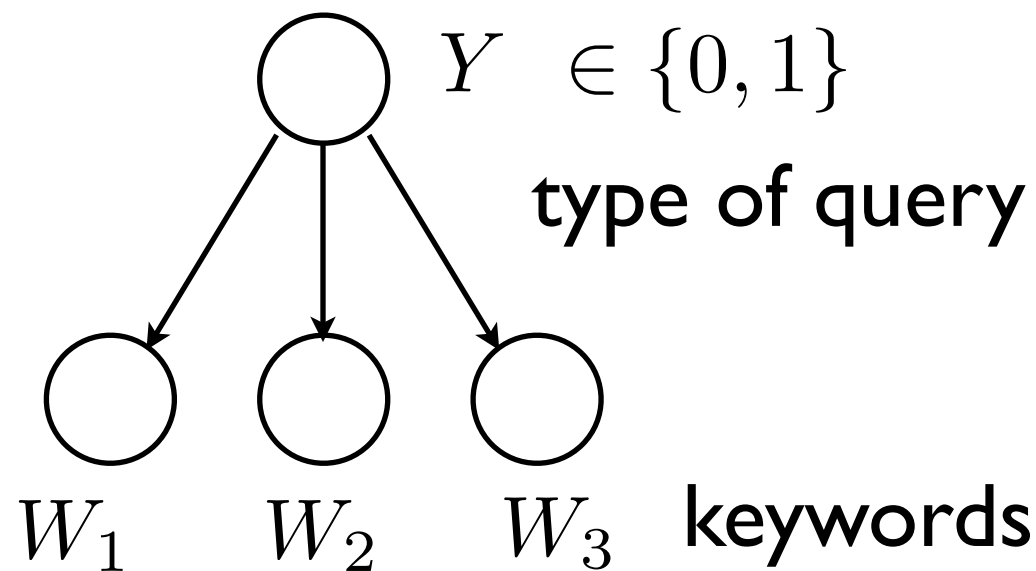 Y ∈ {0, 1}
type of query
W₁ W₂ W₃ keywords